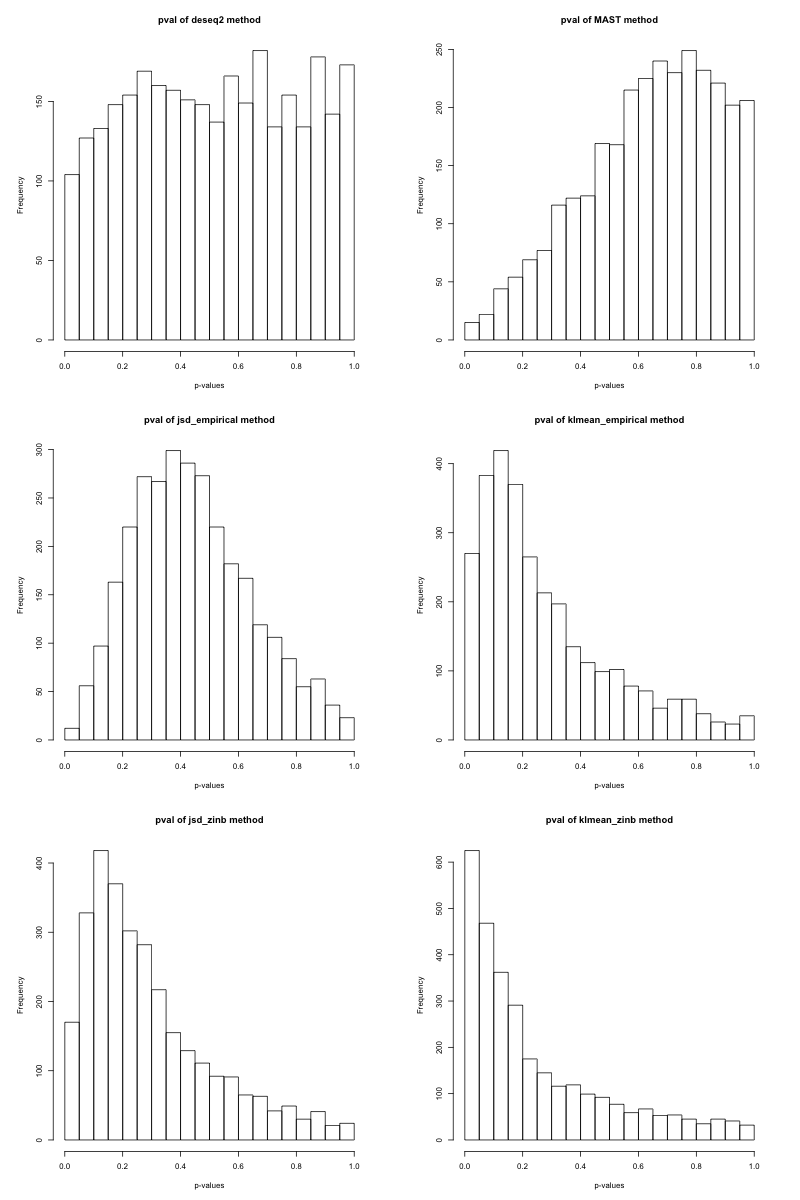 pval of deseq2 method
Frequency
0 50 100 150
0.0 0.2 0.4 0.6 0.8 1.0
p-values
pval of MAST method
Frequency
0 50 100 150 200 250
0.0 0.2 0.4 0.6 0.8 1.0
p-values
pval of jsd_empirical method
Frequency
0 50 100 150 200 250 300
0.0 0.2 0.4 0.6 0.8 1.0
p-values
pval of klmean_empirical method
Frequency
0 100 200 300 400
0.0 0.2 0.4 0.6 0.8 1.0
p-values
pval of jsd_zinb method
Frequency
0 100 200 300 400
0.0 0.2 0.4 0.6 0.8 1.0
p-values
pval of klmean_zinb method
Frequency
0 100 200 300 400 500 600
0.0 0.2 0.4 0.6 0.8 1.0
p-values